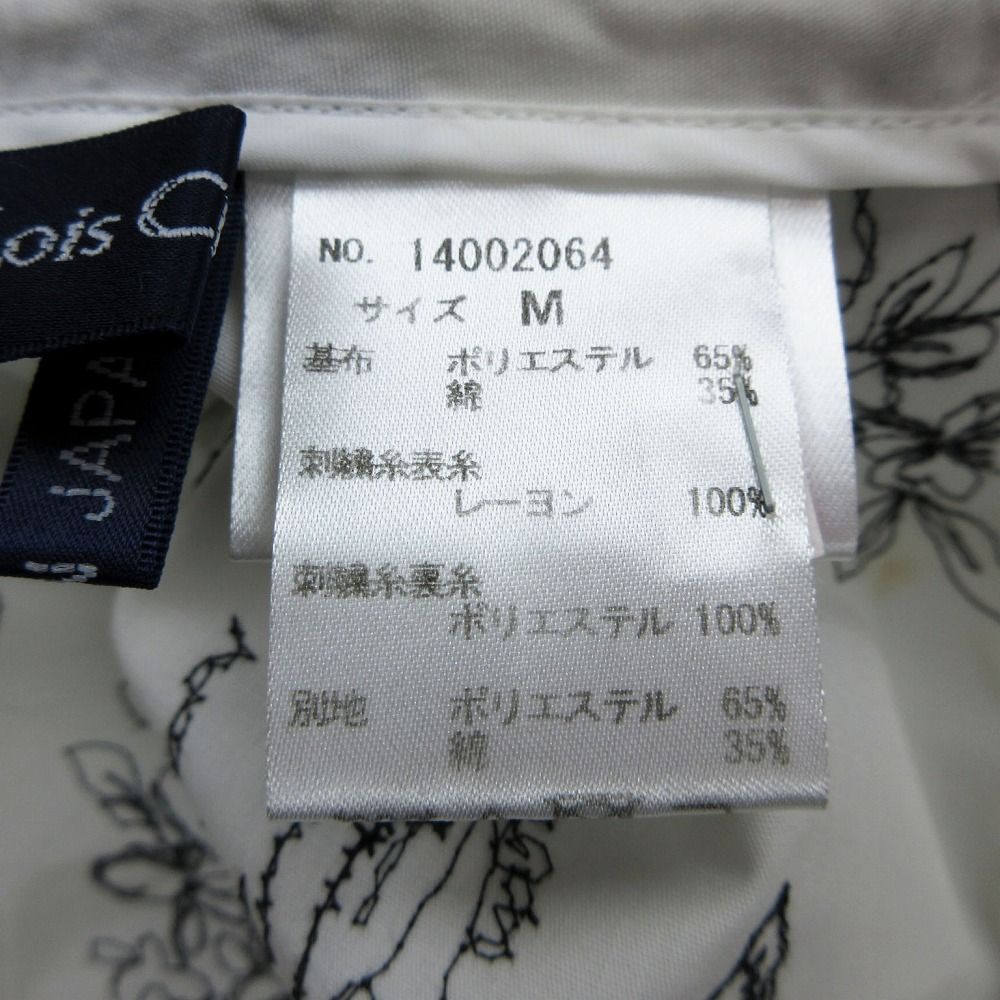 ois
JAPA
NO. 14002064
サイズ M
基布 ポリエステル 65%
綿 35%
刺繍糸表糸
レーヨン 100%
刺繍糸裏糸
ポリエステル 100%
別地 ポリエステル 65%
綿 35%